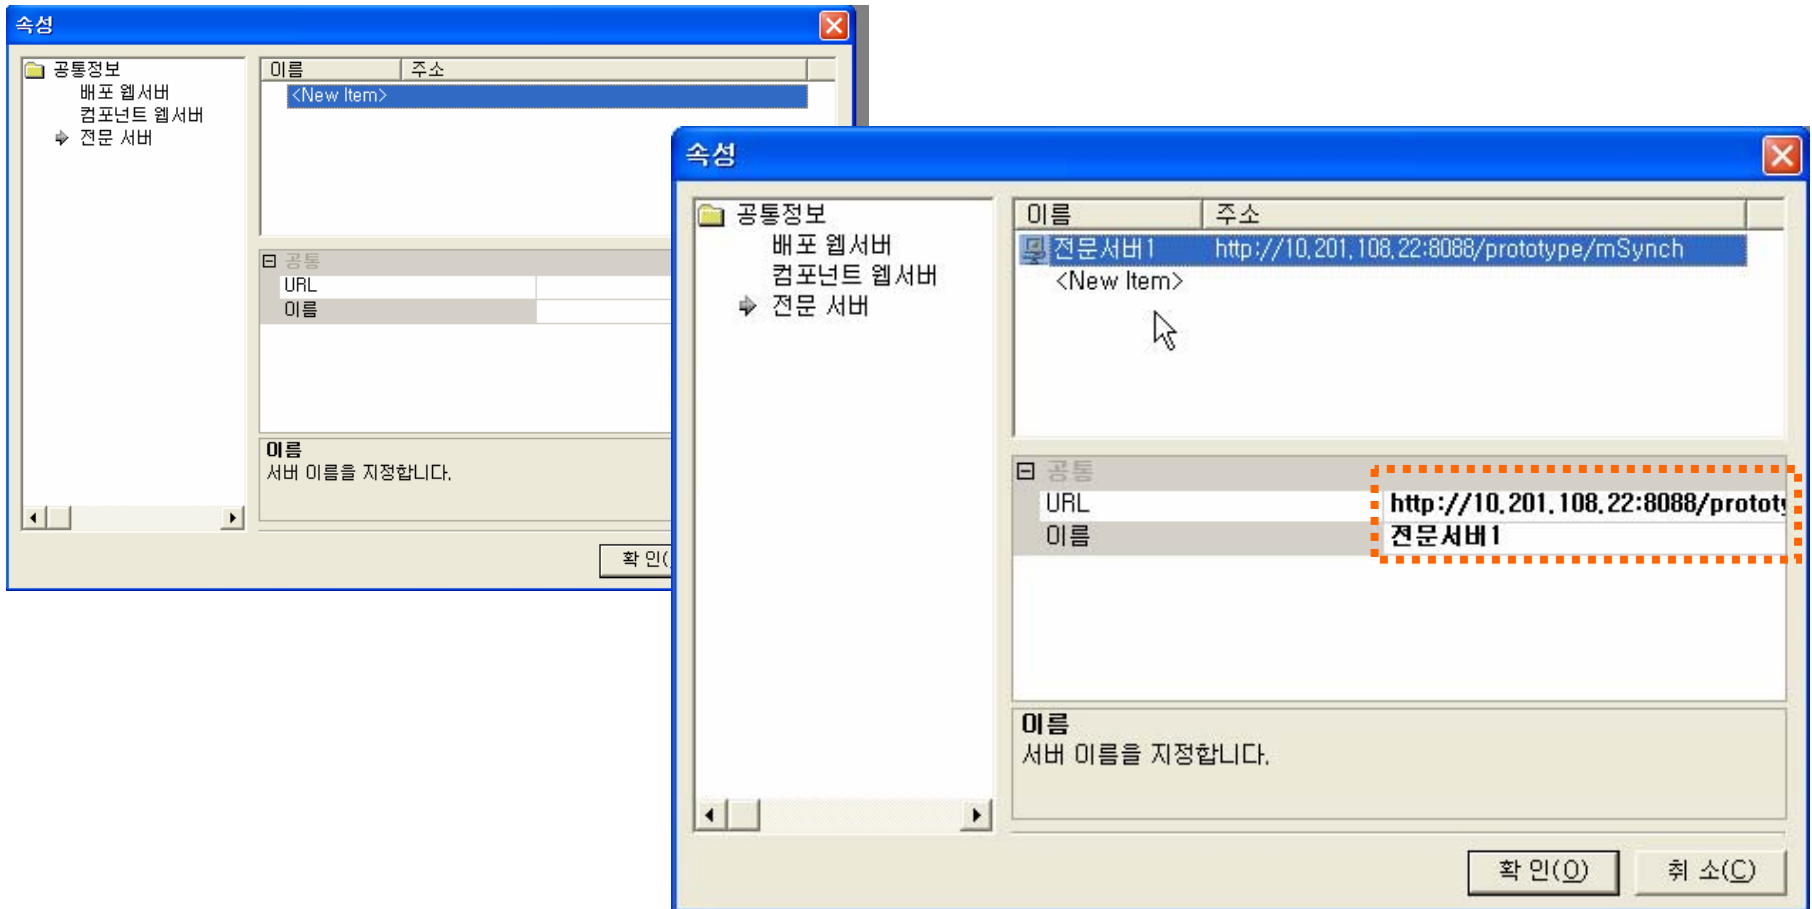 속성
공통정보
배포 웹서버
컴포넌트 웹서버
전문 서버
이름 주소
<New Item>
공통
URL
이름
이름
서버 이름을 지정합니다.
확 인(
속성
공통정보
배포 웹서버
컴포넌트 웹서버
전문 서버
이름 주소
전문서버1 http://10.201.108.22:8088/prototype/mSynch
<New Item>
공통
URL http://10.201.108.22:8088/prototy
이름 전문서버1
이름
서버 이름을 지정합니다.
확 인(O) 취 소(C)